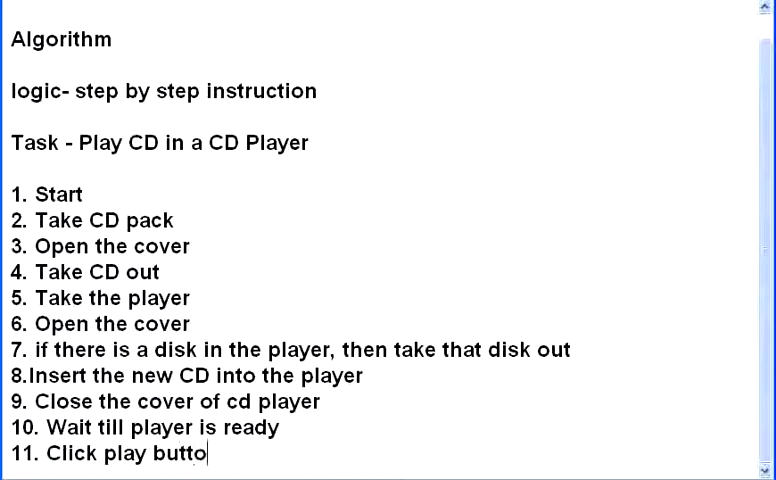 Algorithm
logic- step by step instruction
Task - Play CD in a CD Player
1. Start
2. Take CD pack
3. Open the cover
4. Take CD out
5. Take the player
6. Open the cover
7. if there is a disk in the player, then take that disk out
8.Insert the new CD into the player
9. Close the cover of cd player
10. Wait till player is ready
11. Click play butto